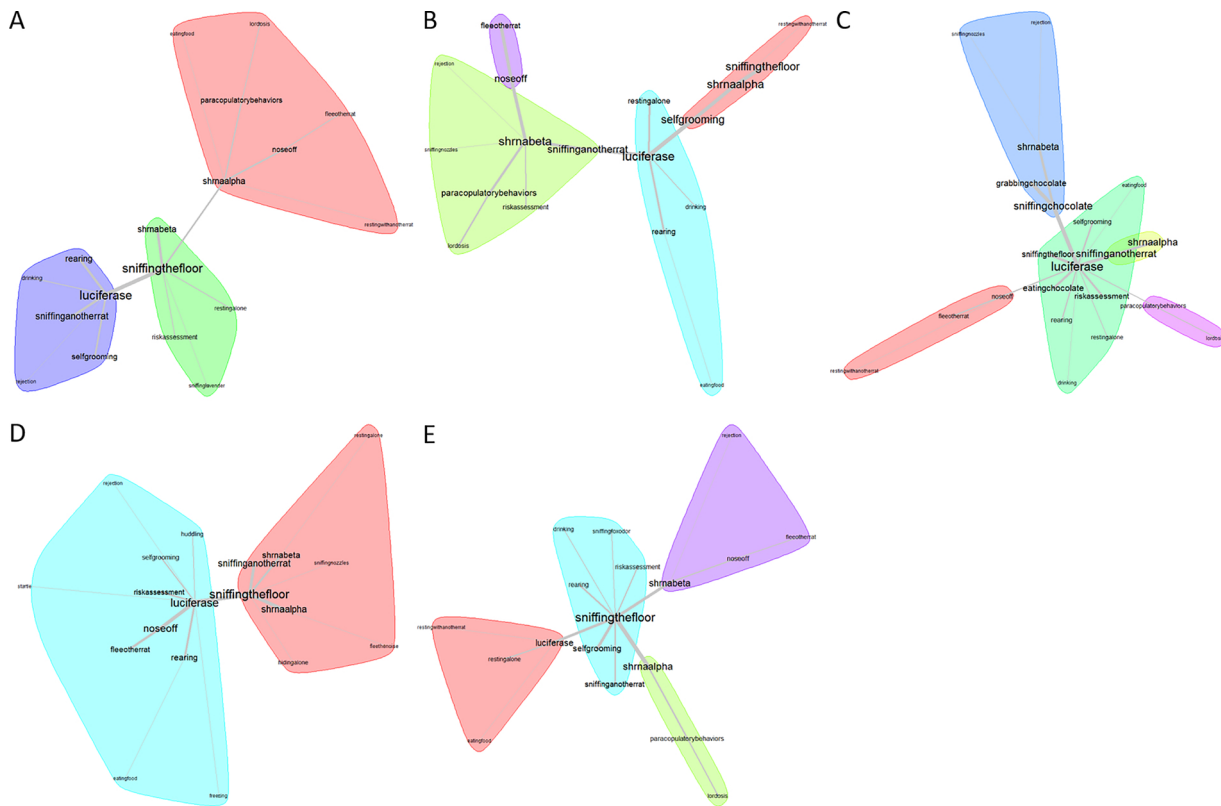 A
lordosis
eatingfood
paracopulatorybehaviors
fleeotherrat
noseoff
shrnaalpha
restingwithanotherrat
shrnabeta
rearing
sniffingthefloor
drinking
luciferase
restingalone
sniffinganotherrat
riskassessment
selfgrooming
rejection
sniffinglavender
B
fleeotherrat
restingwithanotherrat
rejection
noseoff
sniffingthefloor
shrnaalpha
restingalone
selfgrooming
shrnabeta
sniffingnozzles
sniffinganotherrat
luciferase
paracopulatorybehaviors
riskassessment
drinking
rearing
lordosis
eatingfood
C
rejection
sniffingnozzles
shrnabeta
grabbingchocolate
eatingfood
sniffingchocolate
selfgrooming
shrnaalpha
sniffingthefloor
sniffinganotherrat
luciferase
eatingchocolate
noseoff
riskassessment
paracopulatorybehaviors
fleeotherrat
rearing
restingalone
lordosis
restingwithanotherrat
drinking
D
restingalone
rejection
huddling
selfgrooming
shrnabeta
sniffinganotherrat
sniffingnozzles
startle
riskassessment
sniffingthefloor
luciferase
shrnaalpha
noseoff
fleeotherrat
rearing
fleethenoise
hidingalone
eatingfood
freezing
E
rejection
drinking
sniffingfoxodor
fleeotherrat
riskassessment
noseoff
rearing
shrnabeta
sniffingthefloor
restingwithanotherrat
luciferase
selfgrooming
restingalone
shrnaalpha
sniffinganotherrat
eatingfood
paracopulatorybehaviors
lordosis